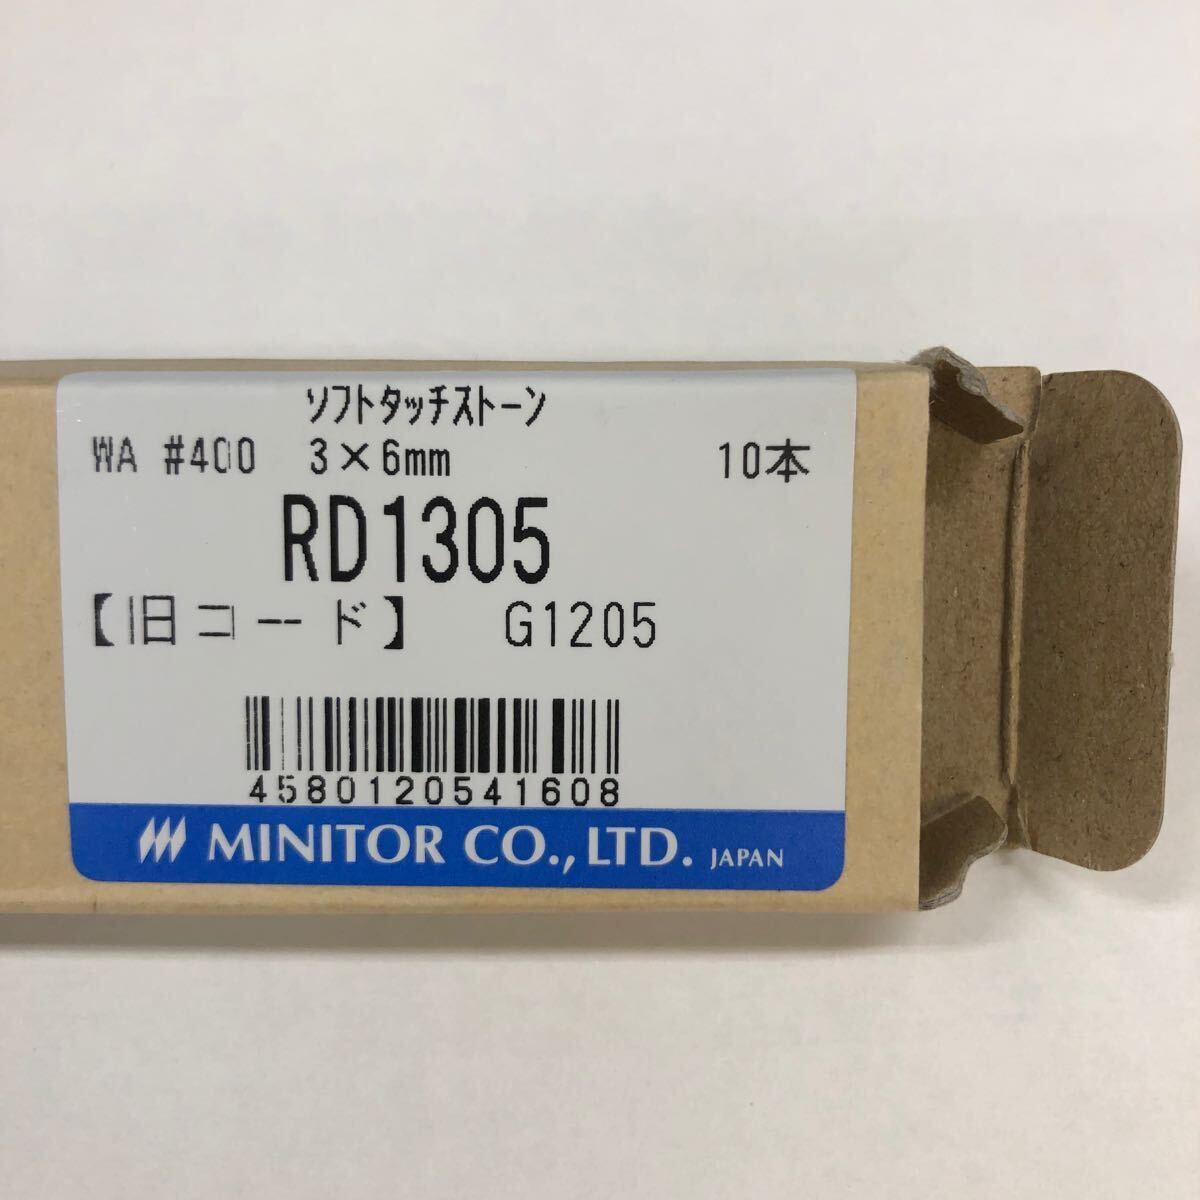 ソフトタッチストーン
WA #400 3×6mm 10本
RD1305
【旧コード】 G1205
4580120541608
MINITOR CO., LTD. JAPAN